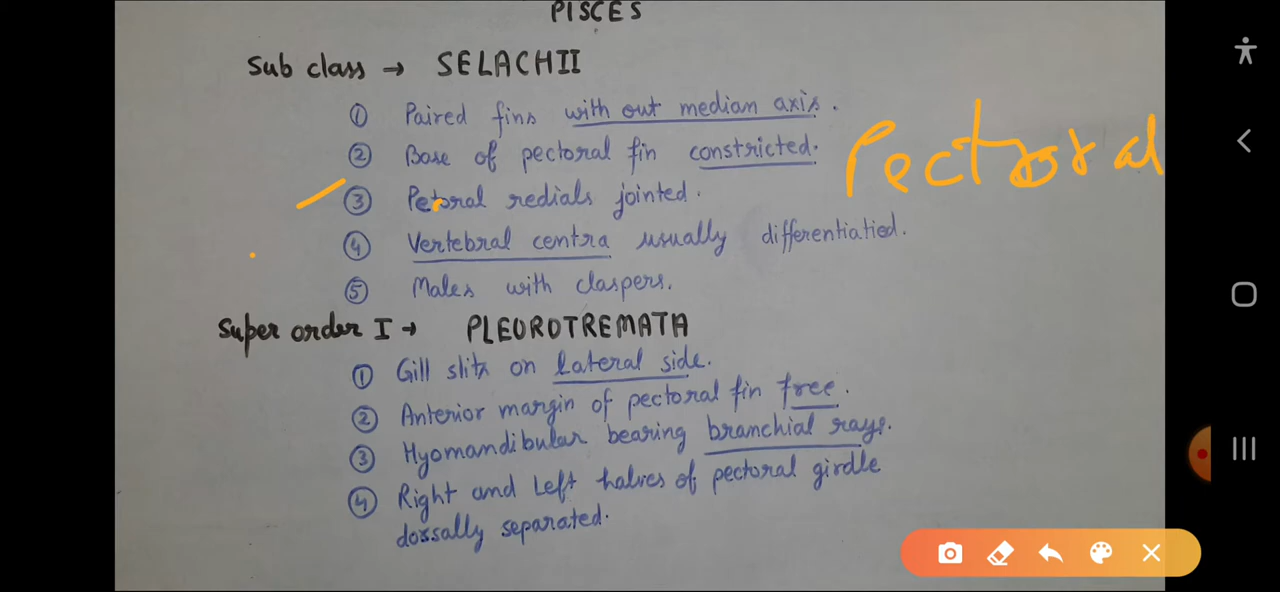 PISCES
Sub class → SELACHII
① Paired fins with out median axis.
② Base of pectoral fin constricted.
Pectoral
③ Petoral redials jointed.
④ Vertebral centra usually differentiatied.
⑤ Males with claspers.
Super order I → PLEUROTREMATA
① Gill slits on Lateral side.
② Anterior margin of pectoral fin free.
③ Hyomandibular bearing branchial rays.
④ Right and Left halves of pectoral girdle
dorsally separated.